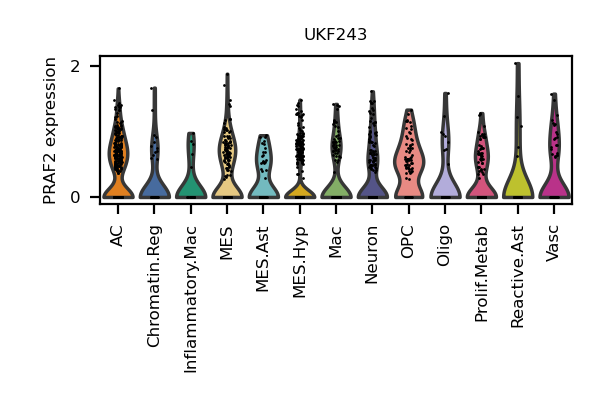 UKF243
PRAF2 expression
2
0
AC
Chromatin.Reg
Inflammatory.Mac
MES
MES.Ast
MES.Hyp
Mac
Neuron
OPC
Oligo
Prolif.Metab
Reactive.Ast
Vasc